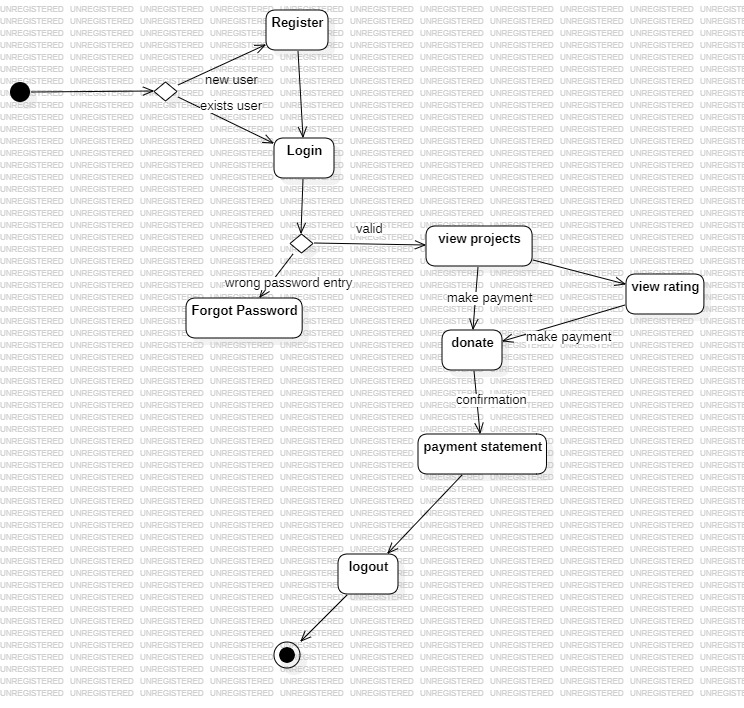 Register
new user
exists user
Login
valid
view projects
wrong password entry
view rating
make payment
Forgot Password
donate
make payment
confirmation
payment statement
logout
UNREGISTERED